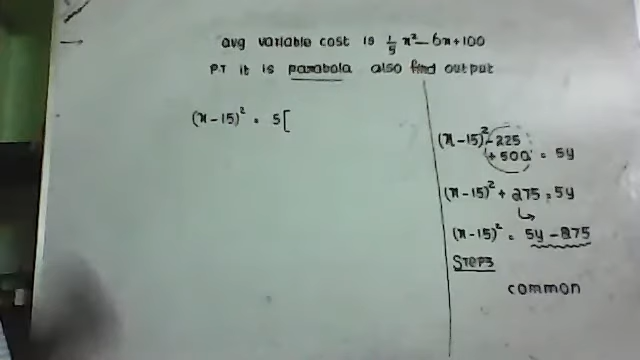 → avg variable cost is 1/5 x² - 6x + 100
P.T it is parabola also find output
(x - 15)² = 5[
(x - 15)² - 225
+ 500 = 5y
(x - 15)² + 275 = 5y
↳
(x - 15)² = 5y - 275
STEPS
common